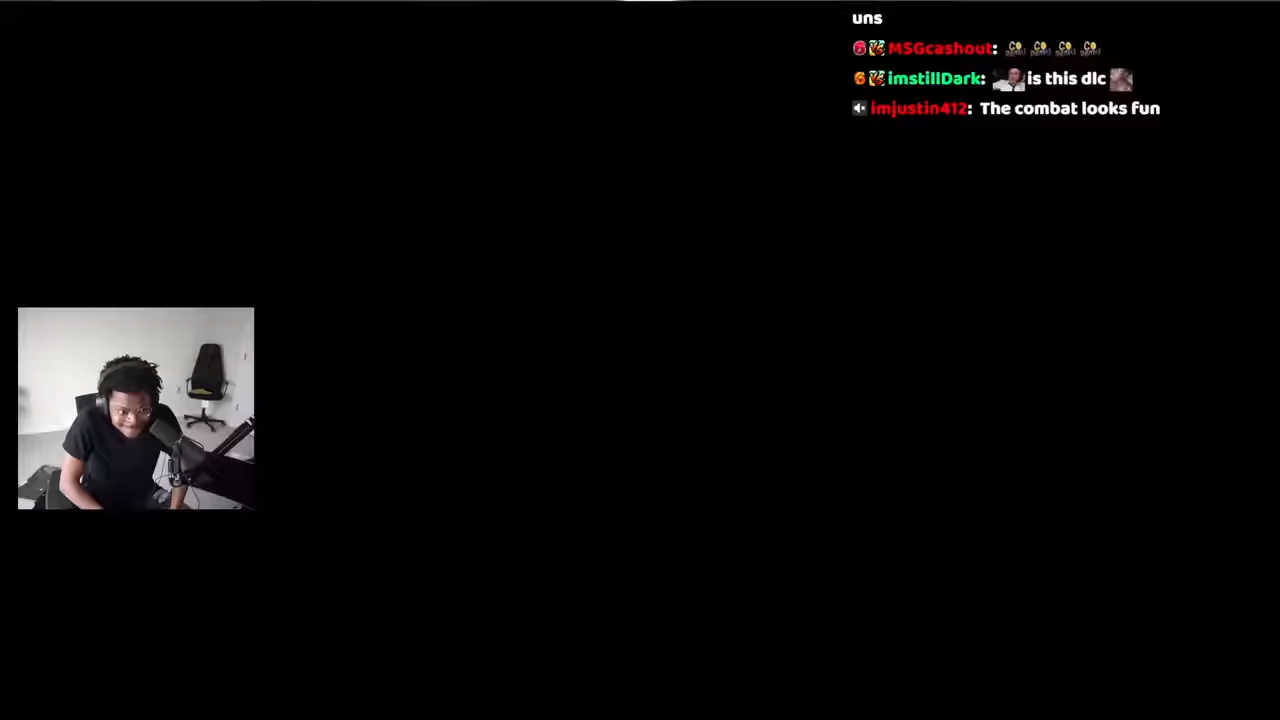 uns
MSGcashout:
imstillDark: is this dlc
imjustin412: The combat looks fun